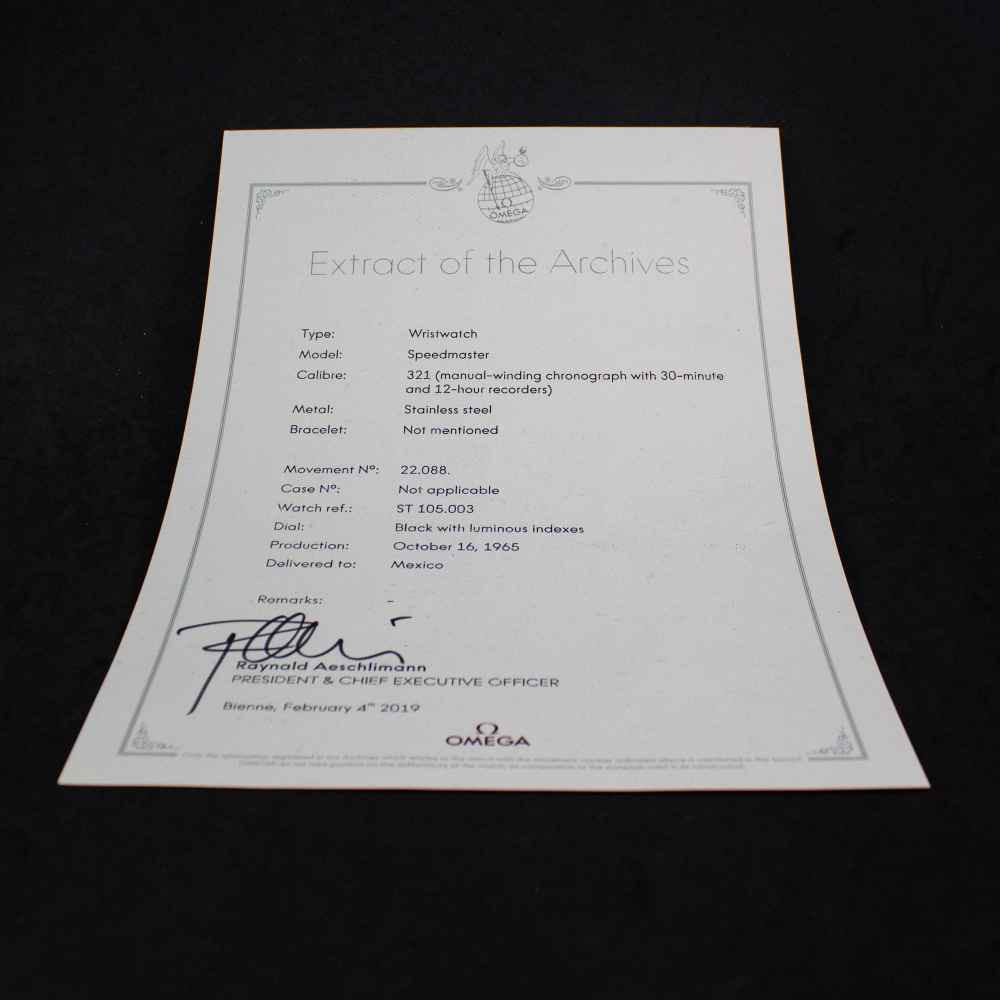 Ω
OMEGA
Extract of the Archives
Type: Wristwatch
Model: Speedmaster
Calibre: 321 (manual-winding chronograph with 30-minute
and 12-hour recorders)
Metal: Stainless steel
Bracelet: Not mentioned
Movement Nº: 22.088.
Case Nº: Not applicable
Watch ref.: ST 105.003
Dial: Black with luminous indexes
Production: October 16, 1965
Delivered to: Mexico
Remarks: -
Raynald Aeschlimann
PRESIDENT & CHIEF EXECUTIVE OFFICER
Bienne, February 4th 2019
Ω
OMEGA